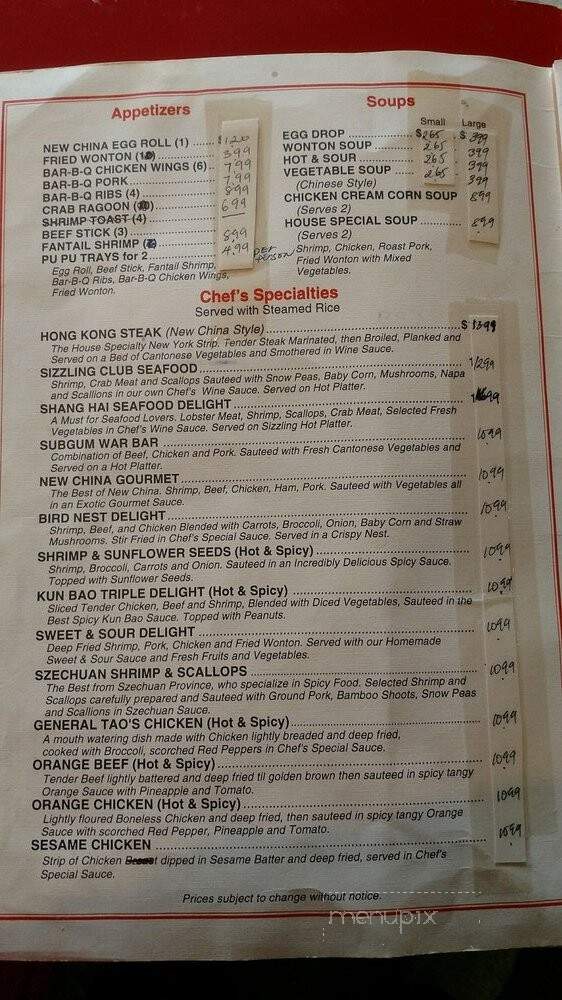 Appetizers
NEW CHINA EGG ROLL (1) ...... $1.20
FRIED WONTON ... 3.99
BAR-B-Q CHICKEN WINGS (6) .. 7.99
BAR-B-Q PORK ... 7.99
BAR-B-Q RIBS (4) ... 8.99
CRAB RAGOON ... 6.99
SHRIMP TOAST (4) ...
BEEF STICK (3) ... 5.99
FANTAIL SHRIMP ... 4.99
PU PU TRAYS for 2 ... PER PERSON
Egg Roll, Beef Stick, Fantail Shrimp,
Bar-B-Q Ribs, Bar-B-Q Chicken Wings,
Fried Wonton.
Soups
Small Large
EGG DROP ... $2.65 . $ 3.99
WONTON SOUP ... 2.65 ... 3.99
HOT & SOUR ... 2.65 ... 3.99
VEGETABLE SOUP .... 2.65 ... 3.99
(Chinese Style)
CHICKEN CREAM CORN SOUP 8.99
(Serves 2)
HOUSE SPECIAL SOUP ... 8.99
(Serves 2)
Shrimp, Chicken, Roast Pork,
Fried Wonton with Mixed
Vegetables.
Chef's Specialties
Served with Steamed Rice
HONG KONG STEAK (New China Style) ... $ 13.99
The House Specialty New York Strip. Tender Steak Marinated, then Broiled, Planked and
Served on a Bed of Cantonese Vegetables and Smothered in Wine Sauce.
SIZZLING CLUB SEAFOOD ... 12.99
Shrimp, Crab Meat and Scallops Sauteed with Snow Peas, Baby Corn, Mushrooms, Napa
and Scallions in our own Chef's Wine Sauce. Served on Hot Platter.
SHANG HAI SEAFOOD DELIGHT ...
A Must for Seafood Lovers. Lobster Meat, Shrimp, Scallops, Crab Meat, Selected Fresh
Vegetables in Chef's Wine Sauce. Served on Sizzling Hot Platter.
SUBGUM WAR BAR ... 10.99
Combination of Beef, Chicken and Pork. Sauteed with Fresh Cantonese Vegetables and
Served on a Hot Platter.
NEW CHINA GOURMET ... 10.99
The Best of New China. Shrimp, Beef, Chicken, Ham, Pork. Sauteed with Vegetables all
in an Exotic Gourmet Sauce.
BIRD NEST DELIGHT ... 10.99
Shrimp, Beef, and Chicken Blended with Carrots, Broccoli, Onion, Baby Corn and Straw
Mushrooms. Stir Fried in Chef's Special Sauce. Served in a Crispy Nest.
SHRIMP & SUNFLOWER SEEDS (Hot & Spicy) ... 10.99
Shrimp, Broccoli, Carrots and Onion. Sauteed in an Incredibly Delicious Spicy Sauce.
Topped with Sunflower Seeds.
KUN BAO TRIPLE DELIGHT (Hot & Spicy) ... 10.99
Sliced Tender Chicken, Beef and Shrimp, Blended with Diced Vegetables, Sauteed in the
Best Spicy Kun Bao Sauce. Topped with Peanuts.
SWEET & SOUR DELIGHT ... 10.99
Deep Fried Shrimp, Pork, Chicken and Fried Wonton. Served with our Homemade
Sweet & Sour Sauce and Fresh Fruits and Vegetables.
SZECHUAN SHRIMP & SCALLOPS ... 10.99
The Best from Szechuan Province, who specialize in Spicy Food. Selected Shrimp and
Scallops carefully prepared and Sauteed with Ground Pork, Bamboo Shoots, Snow Peas
and Scallions in Szechuan Sauce.
GENERAL TAO'S CHICKEN (Hot & Spicy) ... 10.99
A mouth watering dish made with Chicken lightly breaded and deep fried,
cooked with Broccoli, scorched Red Peppers in Chef's Special Sauce.
ORANGE BEEF (Hot & Spicy) ... 10.99
Tender Beef lightly battered and deep fried til golden brown then sauteed in spicy tangy
Orange Sauce with Pineapple and Tomato.
ORANGE CHICKEN (Hot & Spicy) ... 10.99
Lightly floured Boneless Chicken and deep fried, then sauteed in spicy tangy Orange
Sauce with scorched Red Pepper, Pineapple and Tomato.
SESAME CHICKEN ... 10.99
Strip of Chicken dipped in Sesame Batter and deep fried, served in Chef's
Special Sauce.
Prices subject to change without notice.
menupix